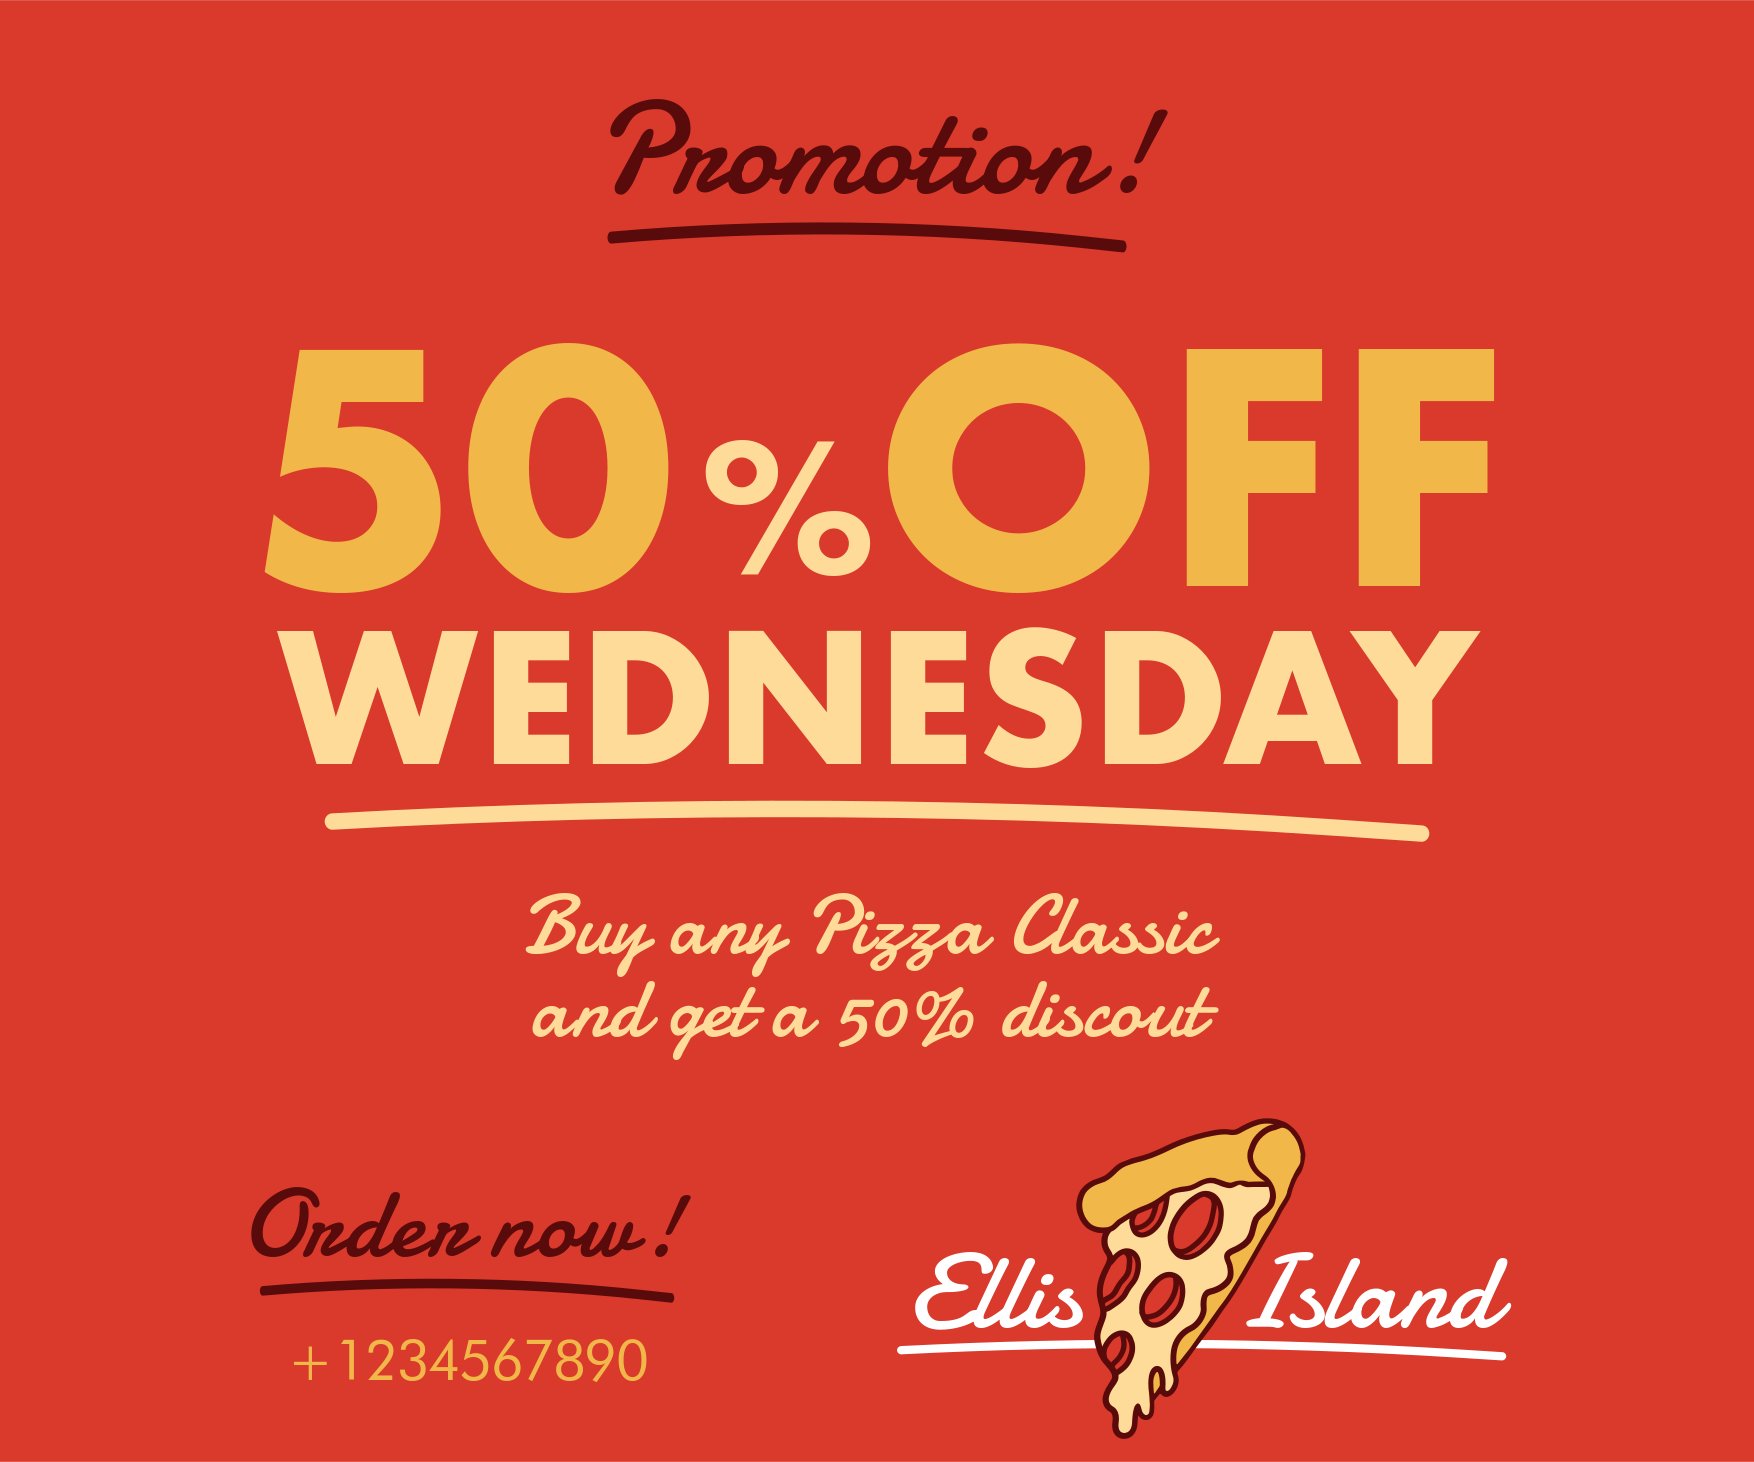 Promotion!
50%OFF
WEDNESDAY
Buy any Pizza Classic
and get a 50% discout
Order now!
+1234567890
Ellis Island